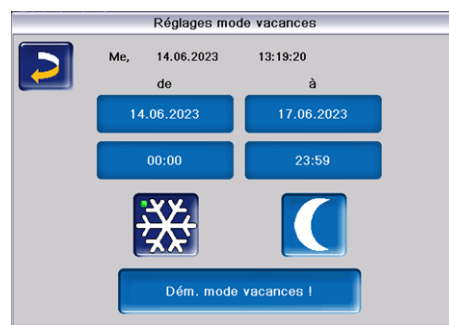 Réglages mode vacances
Me, 14.06.2023 13:19:20
de à
14.06.2023 17.06.2023
00:00 23:59
Dém. mode vacances !